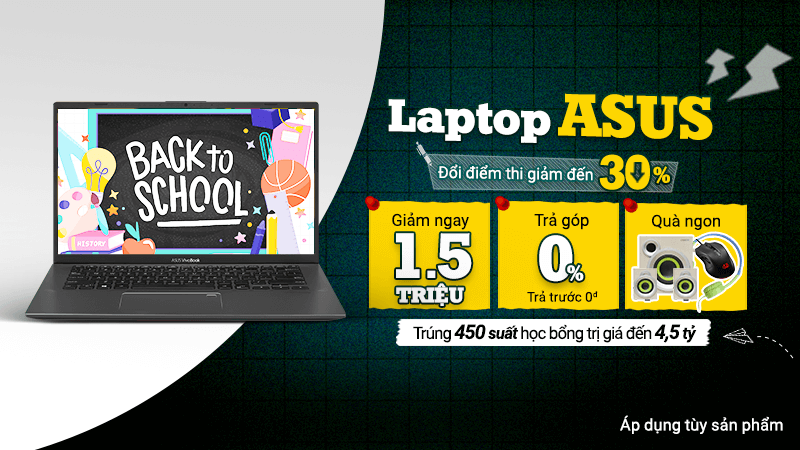 BACK TO
SCHOOL
HISTORY
ASUS VivoBook
Laptop ASUS
Đổi điểm thi giảm đến 30%
Giảm ngay
1.5
TRIỆU
Trả góp
0%
Trả trước 0đ
Quà ngon
Trúng 450 suất học bổng trị giá đến 4,5 tỷ
Áp dụng tùy sản phẩm